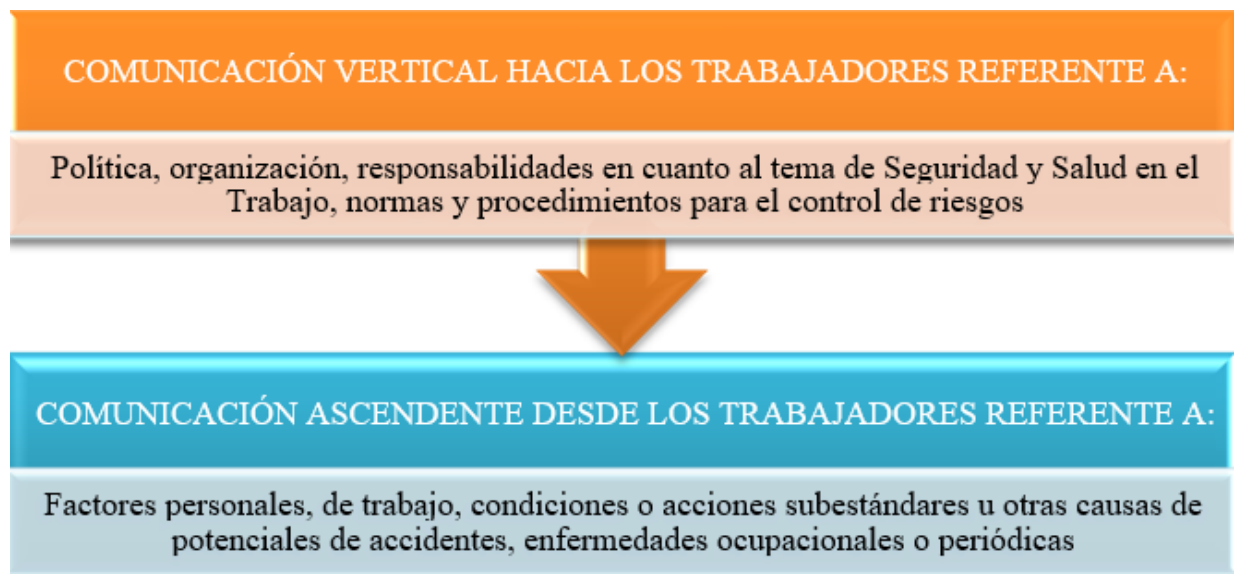 COMUNICACIÓN VERTICAL HACIA LOS TRABAJADORES REFERENTE A:
Política, organización, responsabilidades en cuanto al tema de Seguridad y Salud en el
Trabajo, normas y procedimientos para el control de riesgos
COMUNICACIÓN ASCENDENTE DESDE LOS TRABAJADORES REFERENTE A:
Factores personales, de trabajo, condiciones o acciones subestándares u otras causas de
potenciales de accidentes, enfermedades ocupacionales o periódicas